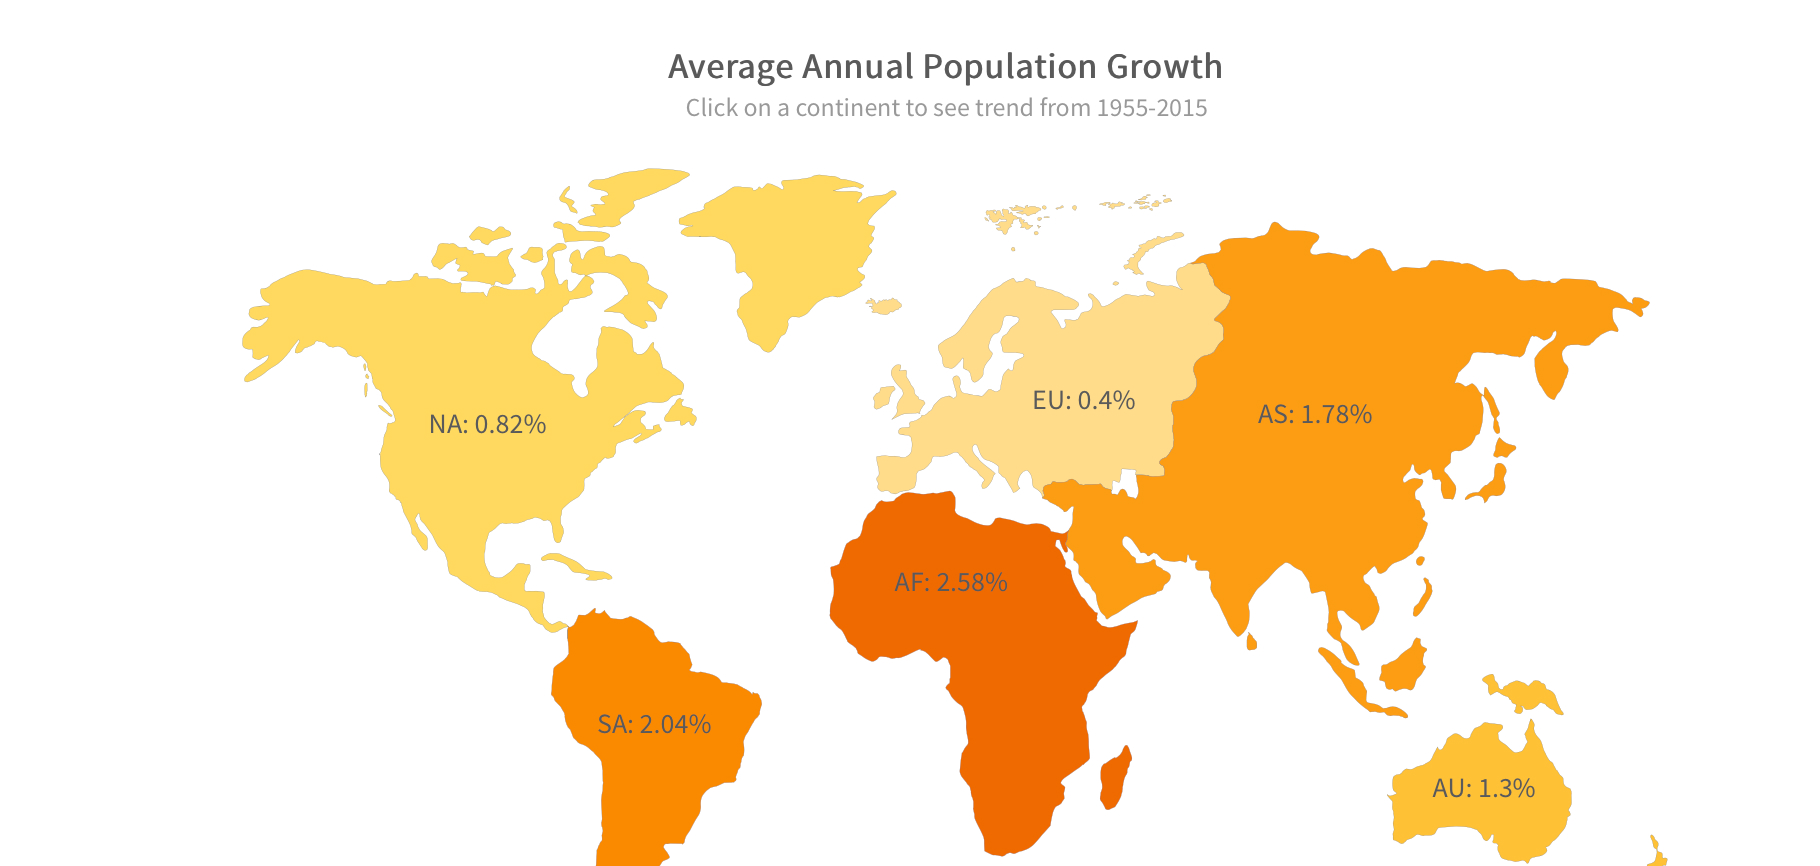 Average Annual Population Growth
Click on a continent to see trend from 1955-2015
EU: 0.4%
AS: 1.78%
NA: 0.82%
AF: 2.58%
SA: 2.04%
AU: 1.3%